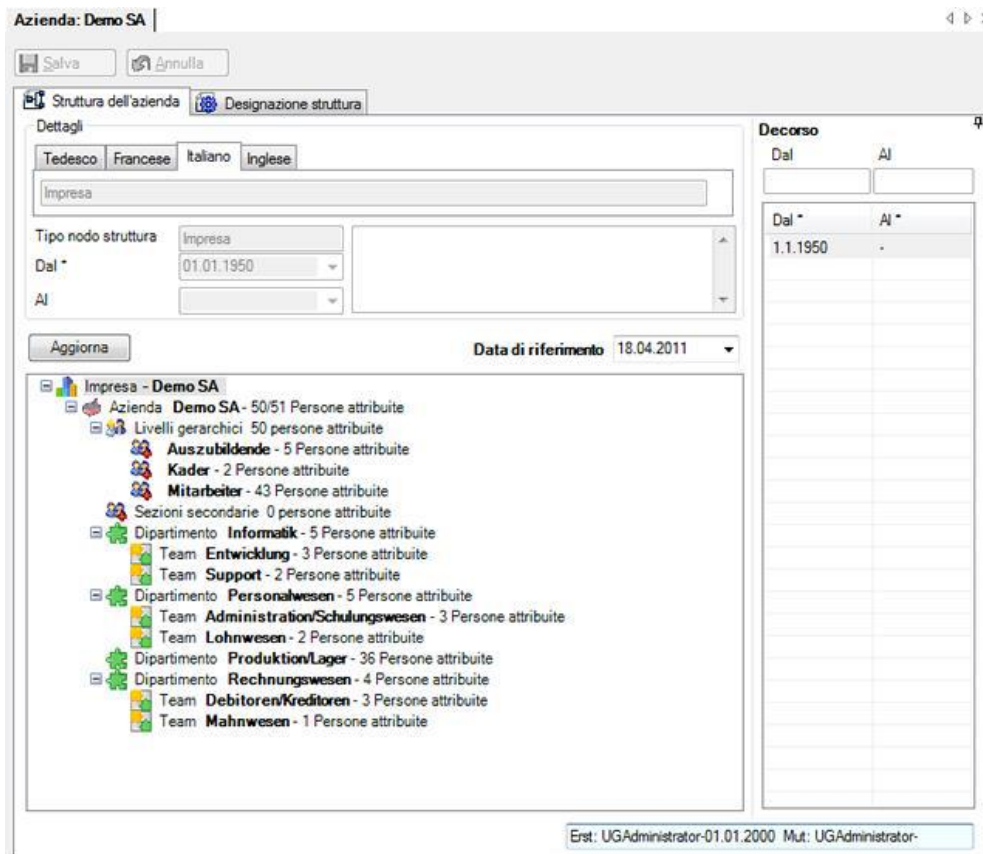 Azienda: Demo SA
Salva Annulla
Struttura dell'azienda Designazione struttura
Dettagli
Tedesco Francese Italiano Inglese
Impresa
Tipo nodo struttura Impresa
Dal * 01.01.1950
Al
Aggiorna
Data di riferimento 18.04.2011
Impresa - Demo SA
Azienda Demo SA - 50/51 Persone attribuite
Livelli gerarchici 50 persone attribuite
Auszubildende - 5 Persone attribuite
Kader - 2 Persone attribuite
Mitarbeiter - 43 Persone attribuite
Sezioni secondarie 0 persone attribuite
Dipartimento Informatik - 5 Persone attribuite
Team Entwicklung - 3 Persone attribuite
Team Support - 2 Persone attribuite
Dipartimento Personalwesen - 5 Persone attribuite
Team Administration/Schulungswesen - 3 Persone attribuite
Team Lohnwesen - 2 Persone attribuite
Dipartimento Produktion/Lager - 36 Persone attribuite
Dipartimento Rechnungswesen - 4 Persone attribuite
Team Debitoren/Kreditoren - 3 Persone attribuite
Team Mahnwesen - 1 Persone attribuite
Decorso
Dal Al
Dal * Al *
1.1.1950 -
Erst: UGAdministrator-01.01.2000 Mut: UGAdministrator-